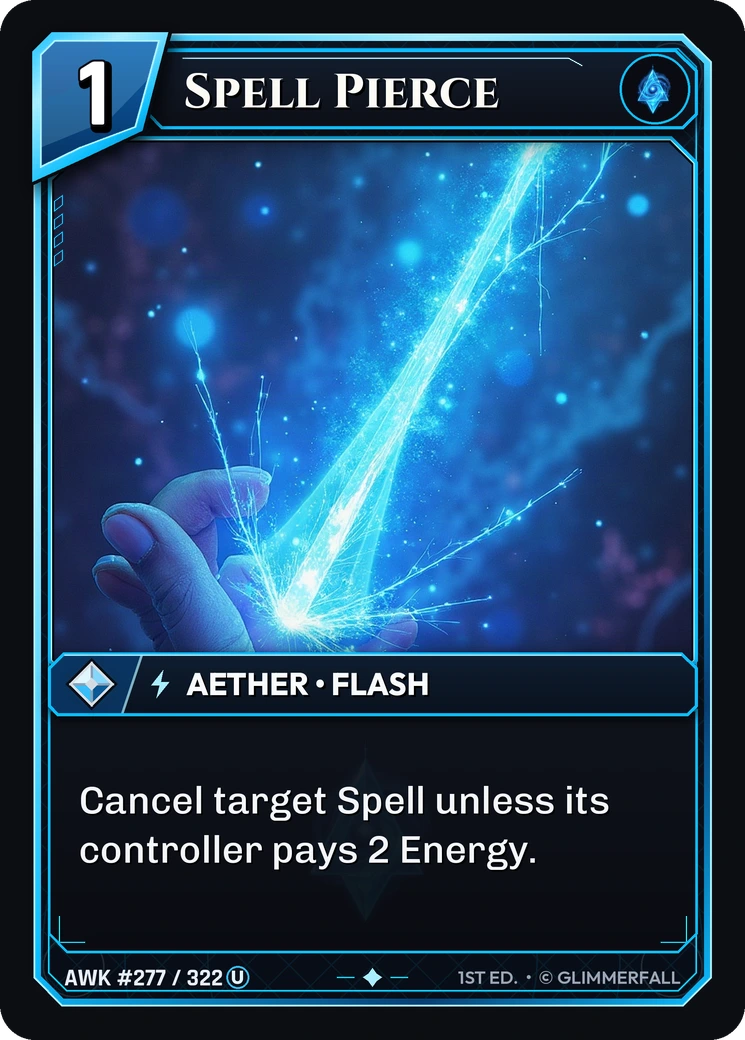 1
SPELL PIERCE
AETHER • FLASH
Cancel target Spell unless its
controller pays 2 Energy.
AWK #277 / 322 U
1ST ED. • © GLIMMERFALL